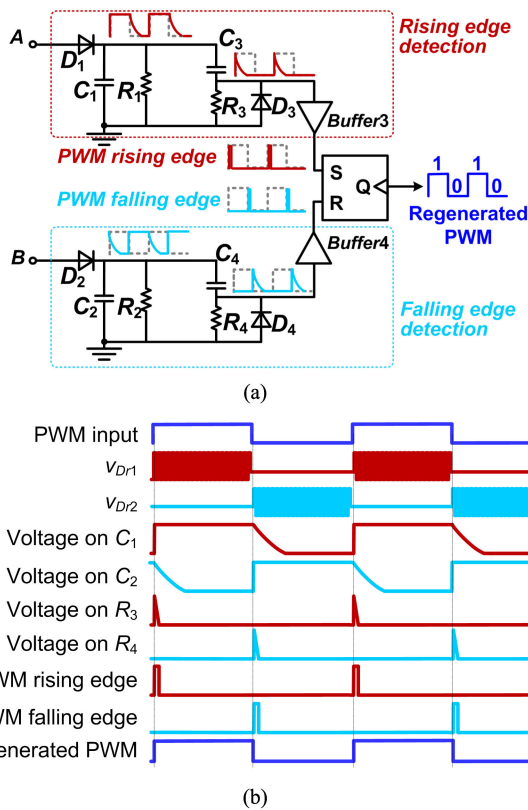 A
D1
C1
R1
C3
R3
D3
Buffer3
Rising edge
detection
PWM rising edge
PWM falling edge
S
R
Q
1 0 1 0
Regenerated
PWM
B
D2
C2
R2
C4
R4
D4
Buffer4
Falling edge
detection
(a)
PWM input
vDr1
vDr2
Voltage on C1
Voltage on C2
Voltage on R3
Voltage on R4
WM rising edge
WM falling edge
enerated PWM
(b)